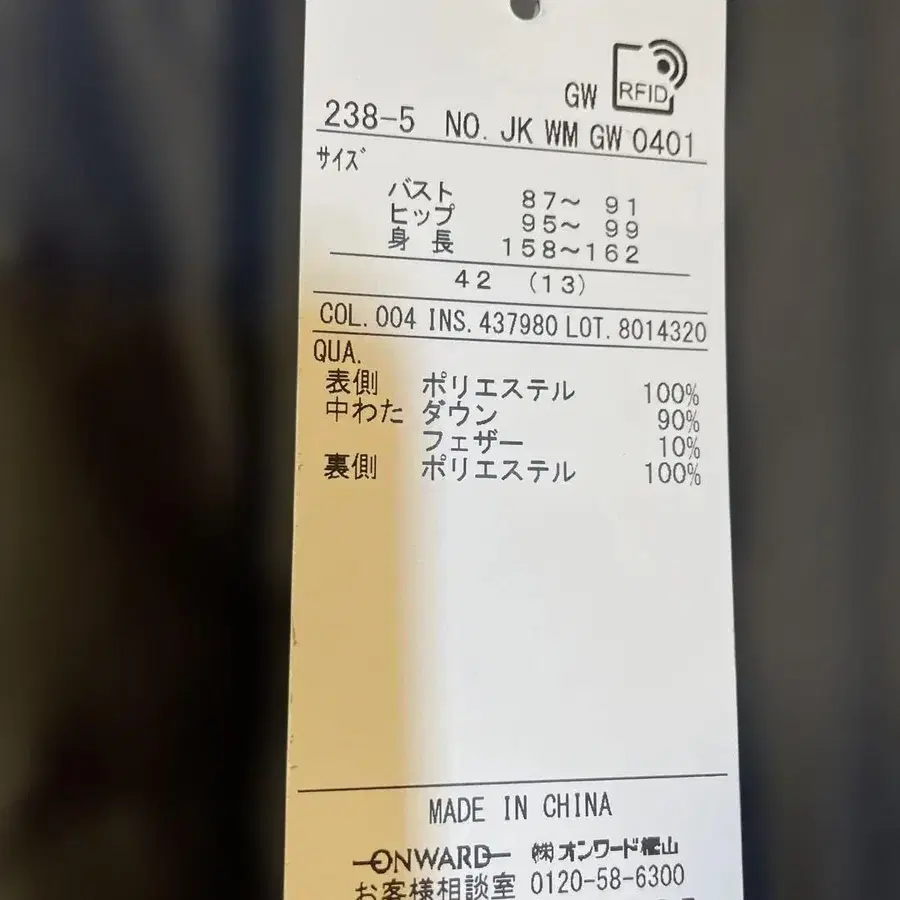 GW RFID
238-5 NO. JK WM GW 0401
ｻｲｽﾞ
バスト 87～ 91
ヒップ 95～ 99
身 長 158～162
42 (13)
COL. 004 INS. 437980 LOT. 8014320
QUA.
表側 ポリエステル 100%
中わた ダウン 90%
フェザー 10%
裏側 ポリエステル 100%
MADE IN CHINA
ONWARD ㈱オンワード樫山
お客様相談室 0120-58-6300